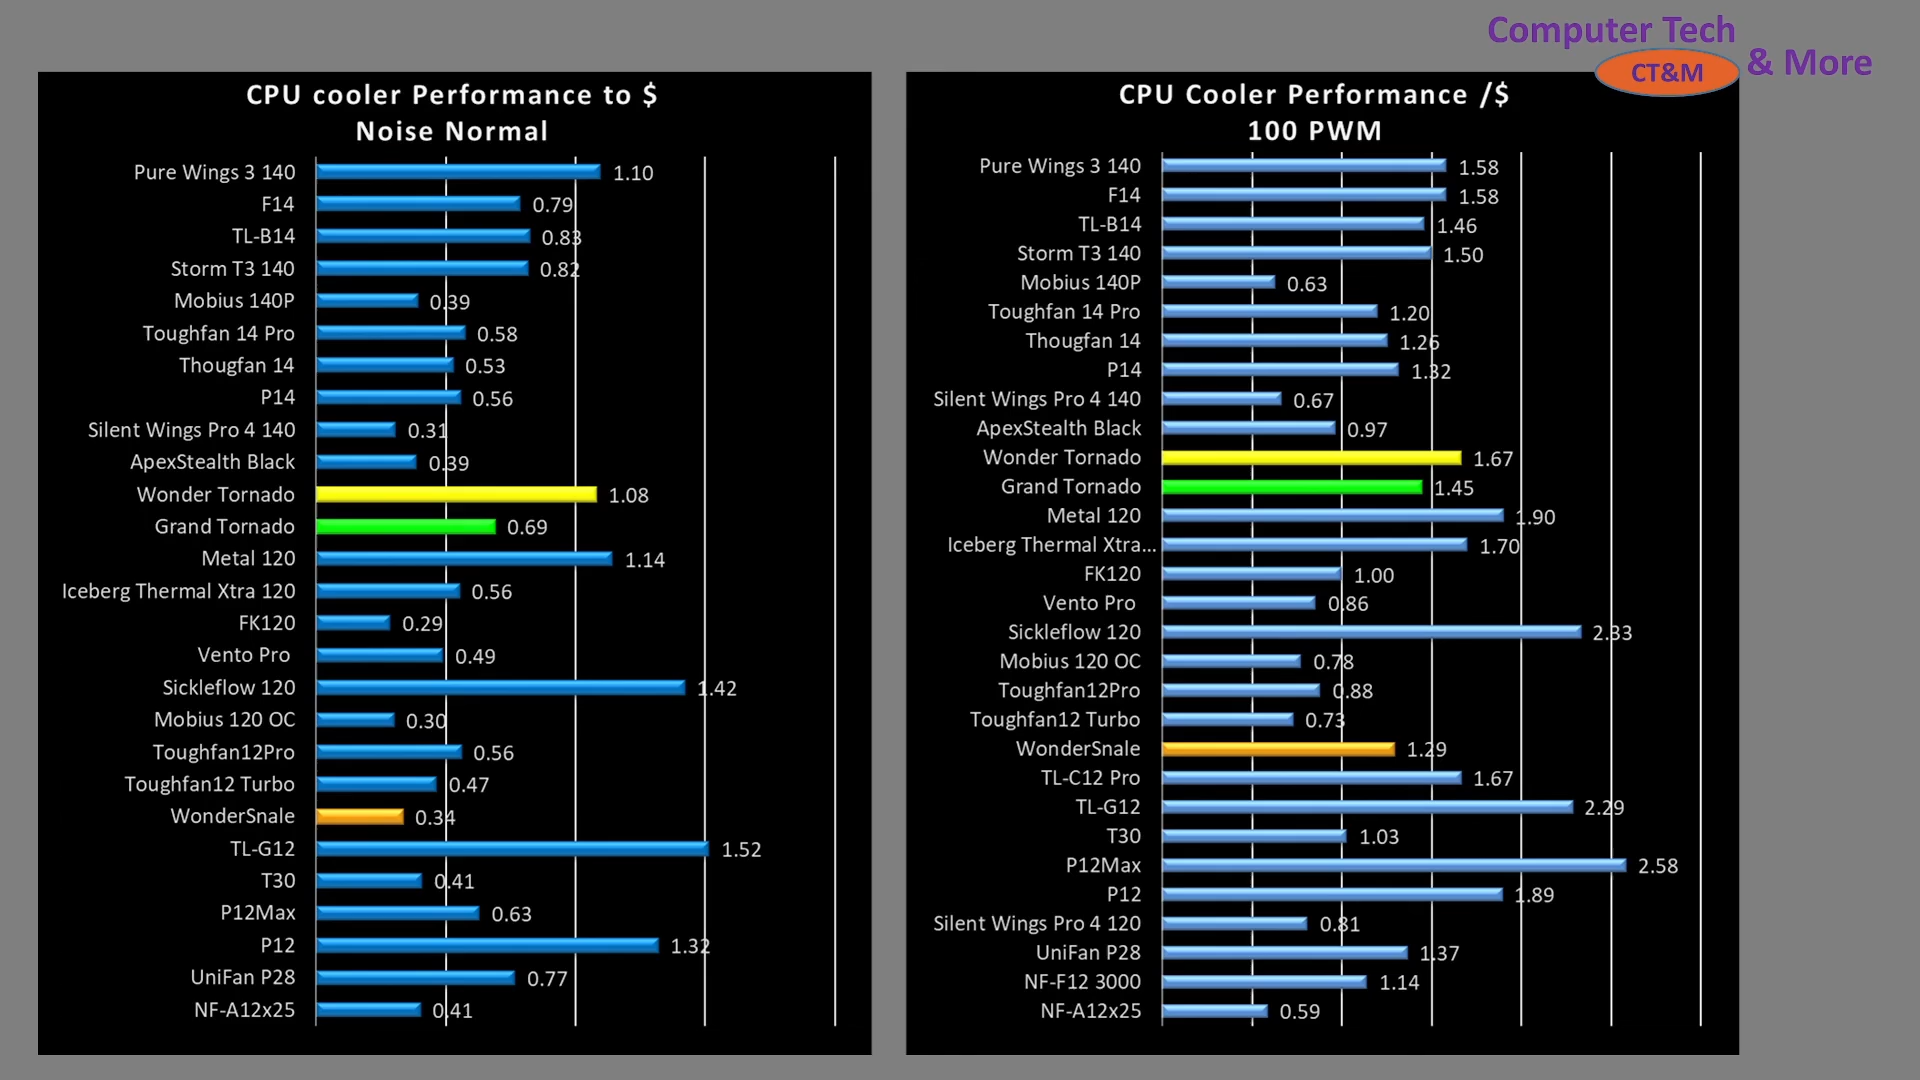 Computer Tech
CT&M & More
CPU cooler Performance to $
Noise Normal
Pure Wings 3 140 1.10
F14 0.79
TL-B14 0.83
Storm T3 140 0.82
Mobius 140P 0.39
Toughfan 14 Pro 0.58
Thougfan 14 0.53
P14 0.56
Silent Wings Pro 4 140 0.31
ApexStealth Black 0.39
Wonder Tornado 1.08
Grand Tornado 0.69
Metal 120 1.14
Iceberg Thermal Xtra 120 0.56
FK120 0.29
Vento Pro 0.49
Sickleflow 120 1.42
Mobius 120 OC 0.30
Toughfan12Pro 0.56
Toughfan12 Turbo 0.47
WonderSnale 0.34
TL-G12 1.52
T30 0.41
P12Max 0.63
P12 1.32
UniFan P28 0.77
NF-A12x25 0.41
CPU Cooler Performance /$
100 PWM
Pure Wings 3 140 1.58
F14 1.58
TL-B14 1.46
Storm T3 140 1.50
Mobius 140P 0.63
Toughfan 14 Pro 1.20
Thougfan 14 1.26
P14 1.32
Silent Wings Pro 4 140 0.67
ApexStealth Black 0.97
Wonder Tornado 1.67
Grand Tornado 1.45
Metal 120 1.90
Iceberg Thermal Xtra... 1.70
FK120 1.00
Vento Pro 0.86
Sickleflow 120 2.33
Mobius 120 OC 0.78
Toughfan12Pro 0.88
Toughfan12 Turbo 0.73
WonderSnale 1.29
TL-C12 Pro 1.67
TL-G12 2.29
T30 1.03
P12Max 2.58
P12 1.89
Silent Wings Pro 4 120 0.81
UniFan P28 1.37
NF-F12 3000 1.14
NF-A12x25 0.59